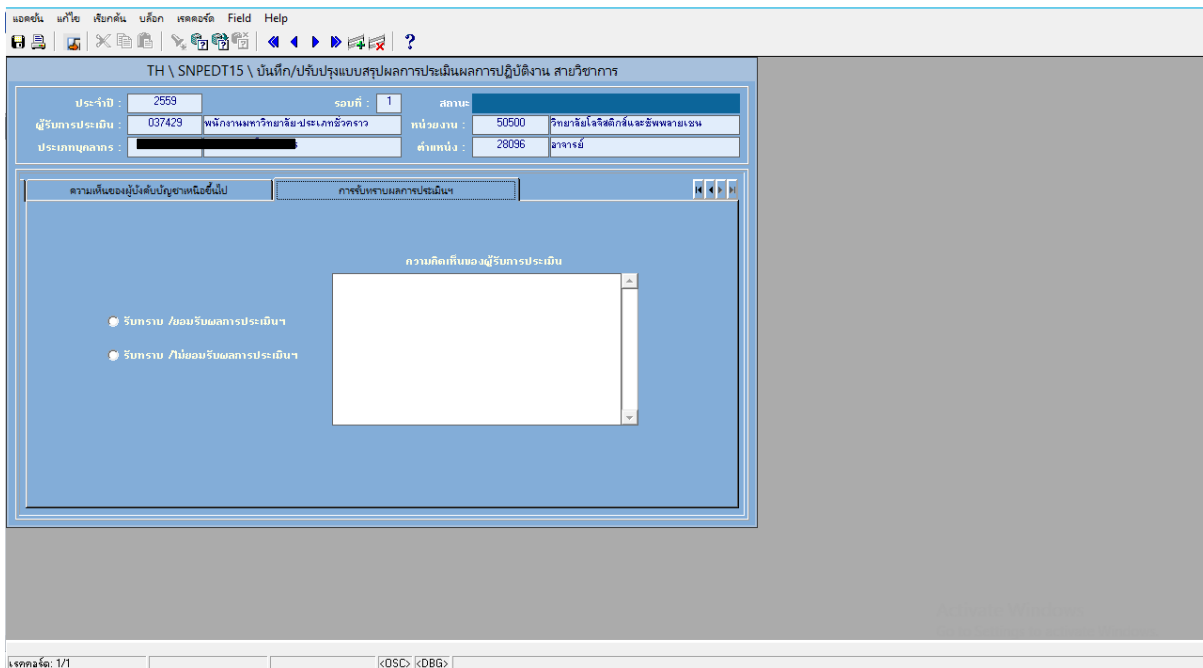 แอคชั่น แก้ไข เรียกค้น บล็อก เรคคอร์ด Field Help
TH \ SNPEDT15 \ บันทึก/ปรับปรุงแบบสรุปผลการประเมินผลการปฏิบัติงาน สายวิชาการ
ประจำปี : 2559 รอบที่ : 1 สถานะ
ผู้รับการประเมิน : 037429 พนักงานมหาวิทยาลัย-ประเภทชั่วคราว หน่วยงาน : 50500 วิทยาลัยโลจิสติกส์และซัพพลายเชน
ประเภทบุคลากร : ตำแหน่ง : 28096 อาจารย์
ความเห็นของผู้บังคับบัญชาเหนือขึ้นไป การรับทราบผลการประเมินฯ
ความคิดเห็นของผู้รับการประเมิน
รับทราบ /ยอมรับผลการประเมินฯ
รับทราบ /ไม่ยอมรับผลการประเมินฯ
เรคคอร์ด: 1/1 <OSC> <DBG>